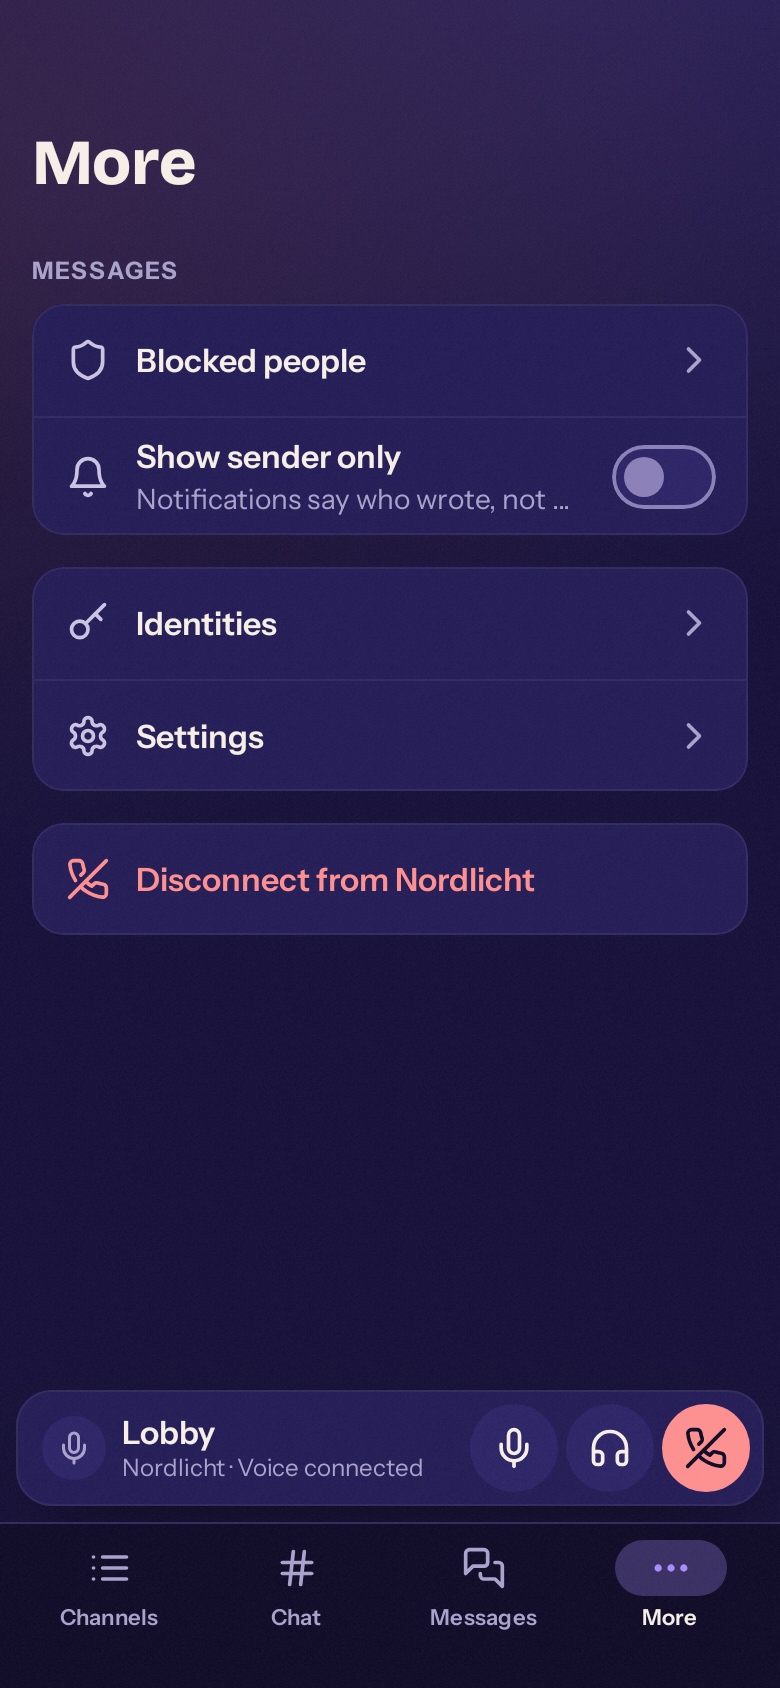 More
MESSAGES
Blocked people
Show sender only
Notifications say who wrote, not ...
Identities
Settings
Disconnect from Nordlicht
Lobby
Nordlicht · Voice connected
Channels
Chat
Messages
More